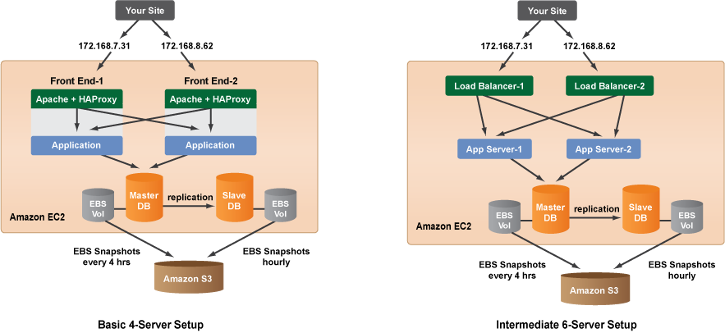 Your Site
172.168.7.31
172.168.8.62
Front End-1
Front End-2
Apache + HAProxy
Apache + HAProxy
Application
Application
Master
DB
replication
Slave
DB
EBS
Vol
EBS
Vol
Amazon EC2
EBS Snapshots
every 4 hrs
EBS Snapshots
hourly
Amazon S3
Basic 4-Server Setup
Your Site
172.168.7.31
172.168.8.62
Load Balancer-1
Load Balancer-2
App Server-1
App Server-2
Master
DB
replication
Slave
DB
EBS
Vol
EBS
Vol
Amazon EC2
EBS Snapshots
every 4 hrs
EBS Snapshots
hourly
Amazon S3
Intermediate 6-Server Setup